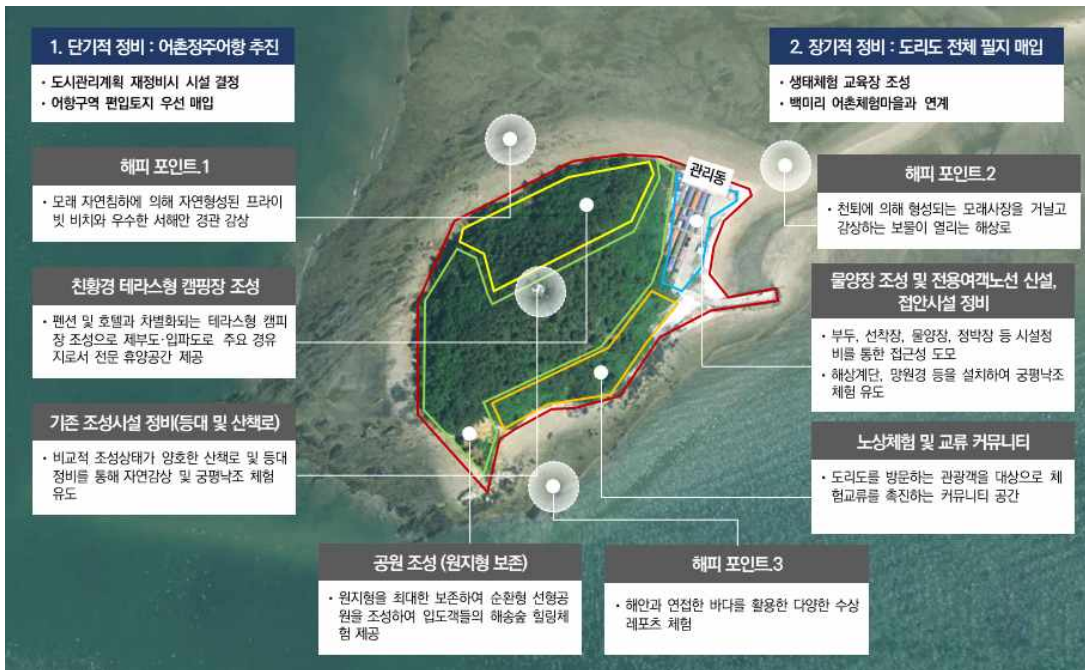 1. 단기적 정비 : 어촌정주어항 추진
· 도시관리계획 재정비시 시설 결정
· 어항구역 편입토지 우선 매입
2. 장기적 정비 : 도리도 전체 필지 매입
· 생태체험 교육장 조성
· 백미리 어촌체험마을과 연계
해피 포인트.1
· 모래 자연침하에 의해 자연형성된 프라이
빗 비치와 우수한 서해안 경관 감상
관리동
해피 포인트.2
· 천퇴에 의해 형성되는 모래사장을 거닐고
감상하는 보물이 열리는 해상로
친황경 테라스형 캠핑장 조성
· 펜션 및 호텔과 차별화되는 테라스형 캠피
장 조성으로 제부도·입파도로 주요 경유
지로서 전문 휴양공간 제공
물양장 조성 및 전용여객노선 신설,
접안시설 정비
· 부두, 선착장, 물양장, 정박장 등 시설정
비를 통한 접근성 도모
· 해상계단, 망원경 등을 설치하여 궁평낙조
체험 유도
기존 조성시설 정비(등대 및 산책로)
· 비교적 조성상태가 양호한 산책로 및 등대
정비를 통해 자연감상 및 궁평낙조 체험
유도
노상체험 및 교류 커뮤니티
· 도리도를 방문하는 관광객을 대상으로 체
험교류를 촉진하는 커뮤니티 공간
공원 조성 (원지형 보존)
· 원지형을 최대한 보존하여 순환형 선형공
원을 조성하여 입도객들의 해송숲 힐링체
험 제공
해피 포인트.3
· 해안과 연접한 바다를 활용한 다양한 수상
레포츠 체험